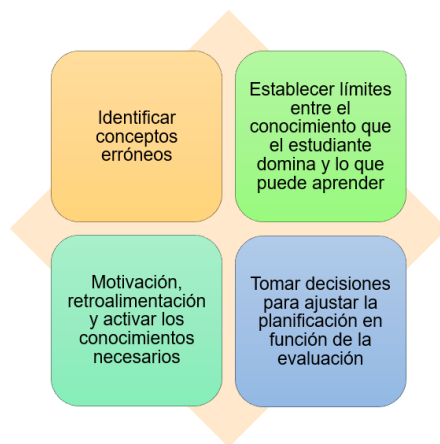 Identificar
conceptos
erróneos
Establecer límites
entre el
conocimiento que
el estudiante
domina y lo que
puede aprender
Motivación,
retroalimentación
y activar los
conocimientos
necesarios
Tomar decisiones
para ajustar la
planificación en
función de la
evaluación